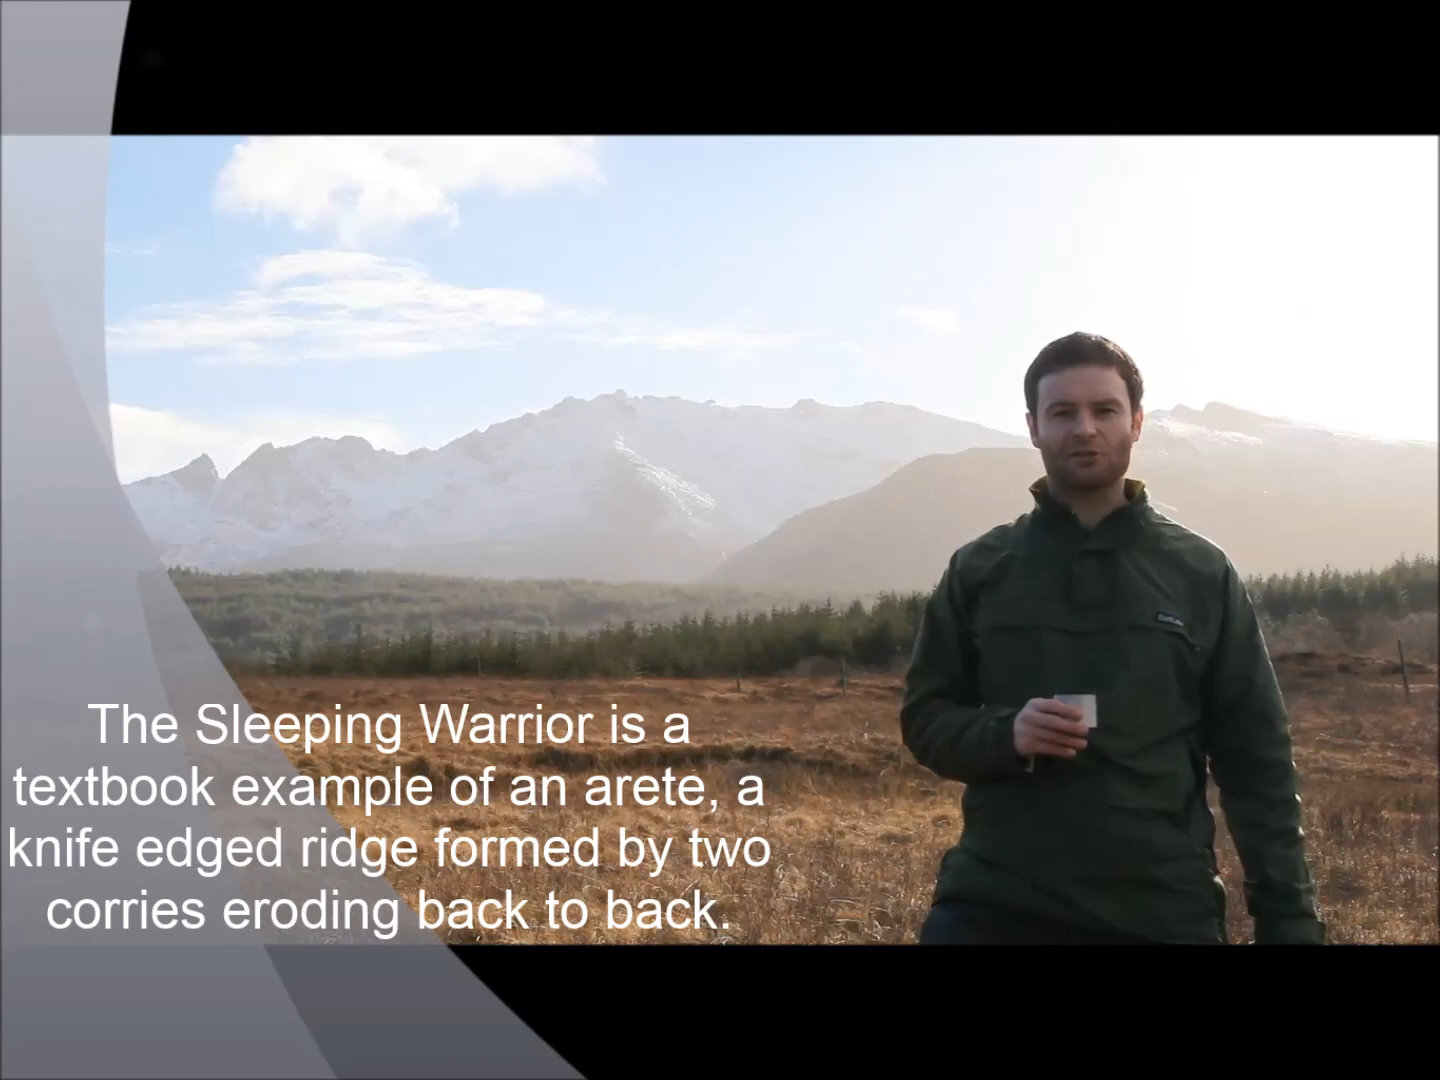 The Sleeping Warrior is a
textbook example of an arete, a
knife edged ridge formed by two
corries eroding back to back.